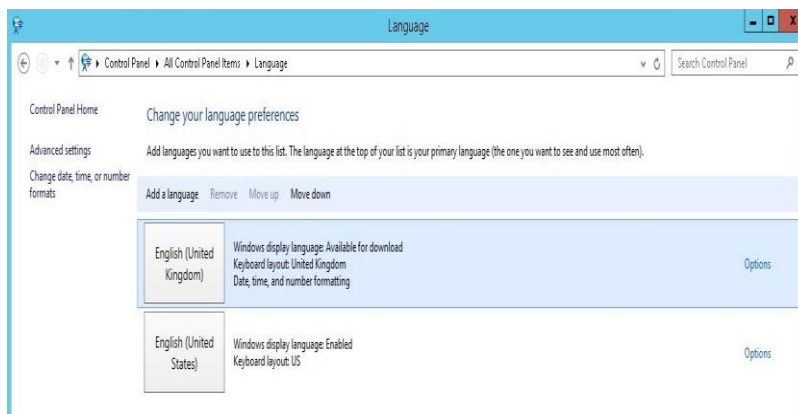 Language
Control Panel ▸ All Control Panel Items ▸ Language
Search Control Panel
Control Panel Home
Advanced settings
Change date, time, or number
formats
Change your language preferences
Add languages you want to use to this list. The language at the top of your list is your primary language (the one you want to see and use most often).
Add a language Remove Move up Move down
English (United
Kingdom)
Windows display language: Available for download
Keyboard layout: United Kingdom
Date, time, and number formatting
Options
English (United
States)
Windows display language: Enabled
Keyboard layout: US
Options